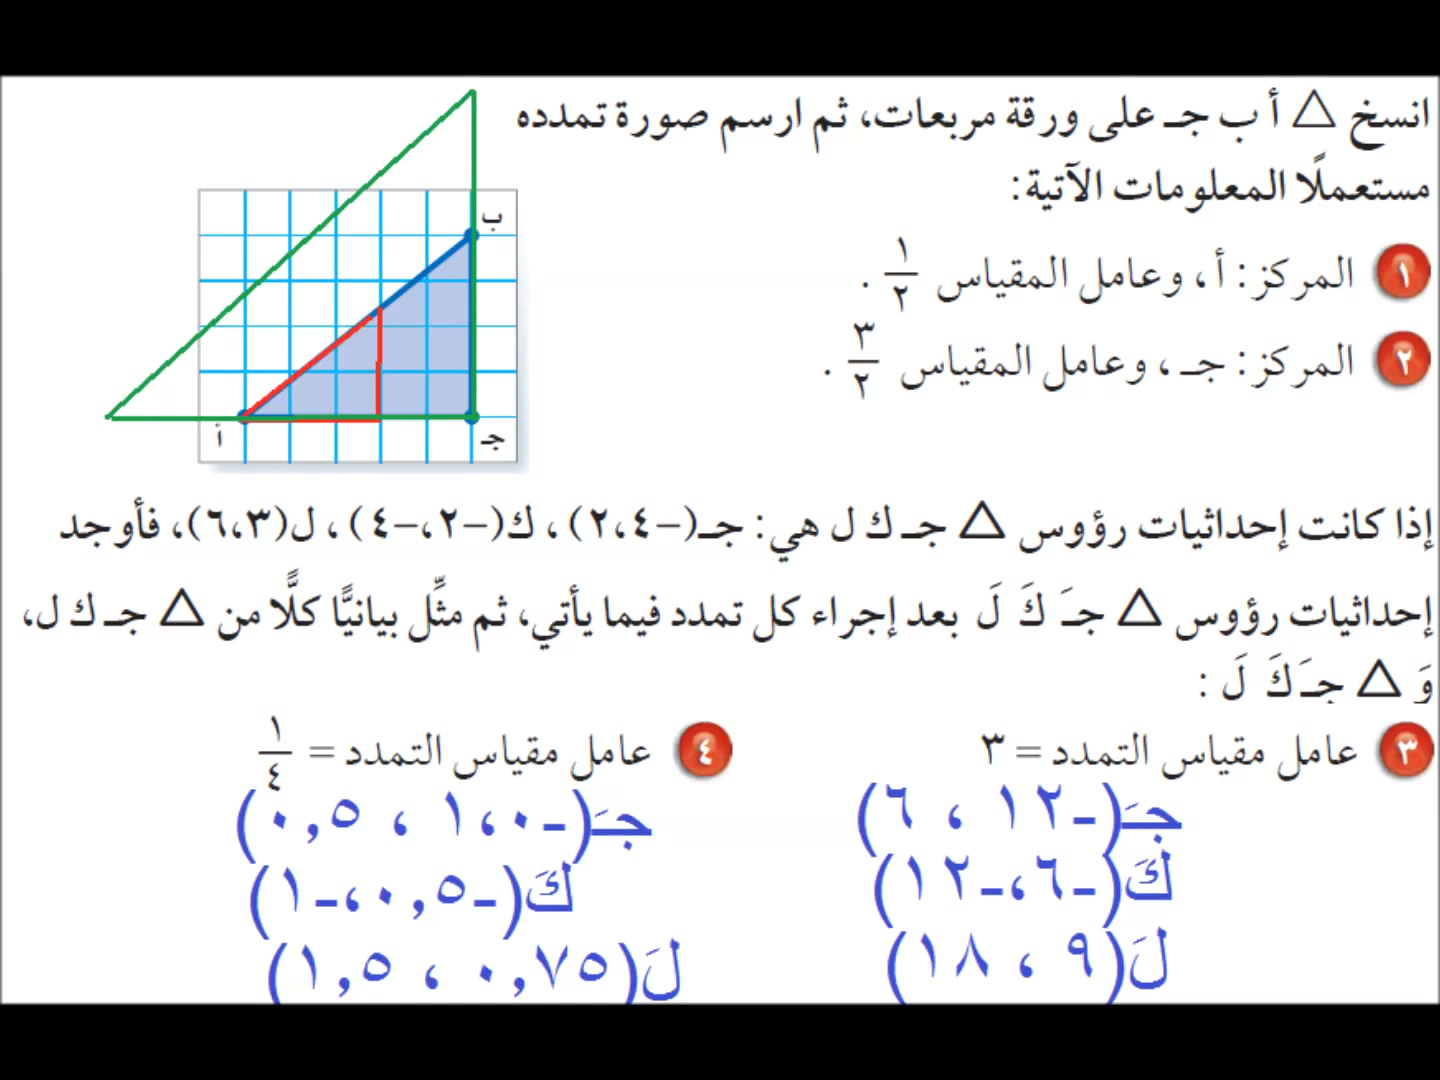 انسخ △ أ ب جـ على ورقة مربعات، ثم ارسم صورة تمدده
مستعملًا المعلومات الآتية:
١ المركز: أ، وعامل المقياس ١/٢ .
٢ المركز: جـ، وعامل المقياس ٣/٢ .
ب
أ
جـ
إذا كانت إحداثيات رؤوس △ جـ ك ل هي: جـ(-٢،٤)، ك(-٢،-٤)، ل(٦،٣)، فأوجد
إحداثيات رؤوس △ جـَ كَ لَ بعد إجراء كل تمدد فيما يأتي، ثم مثِّل بيانيًّا كلًّا من △ جـ ك ل،
وَ △ جـَ كَ لَ :
٣ عامل مقياس التمدد = ٣
جـَ(-١٢ ، ٦)
كَ(-٦،-١٢)
لَ(٩ ، ١٨)
٤ عامل مقياس التمدد = ١/٤
جـَ(-١،٠ ، ٠,٥)
كَ(-٠,٥،-١)
لَ(٠,٧٥ ، ١,٥)